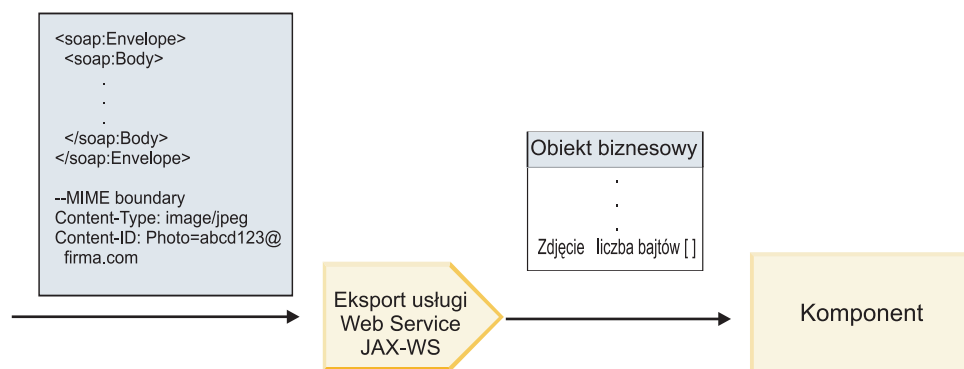 <soap:Envelope>
<soap:Body>
.
.
.
</soap:Body>
</soap:Envelope>
--MIME boundary
Content-Type: image/jpeg
Content-ID: Photo=abcd123@
firma.com
Obiekt biznesowy
.
.
.
Zdjęcie liczba bajtów [ ]
Eksport usługi
Web Service
JAX-WS
Komponent